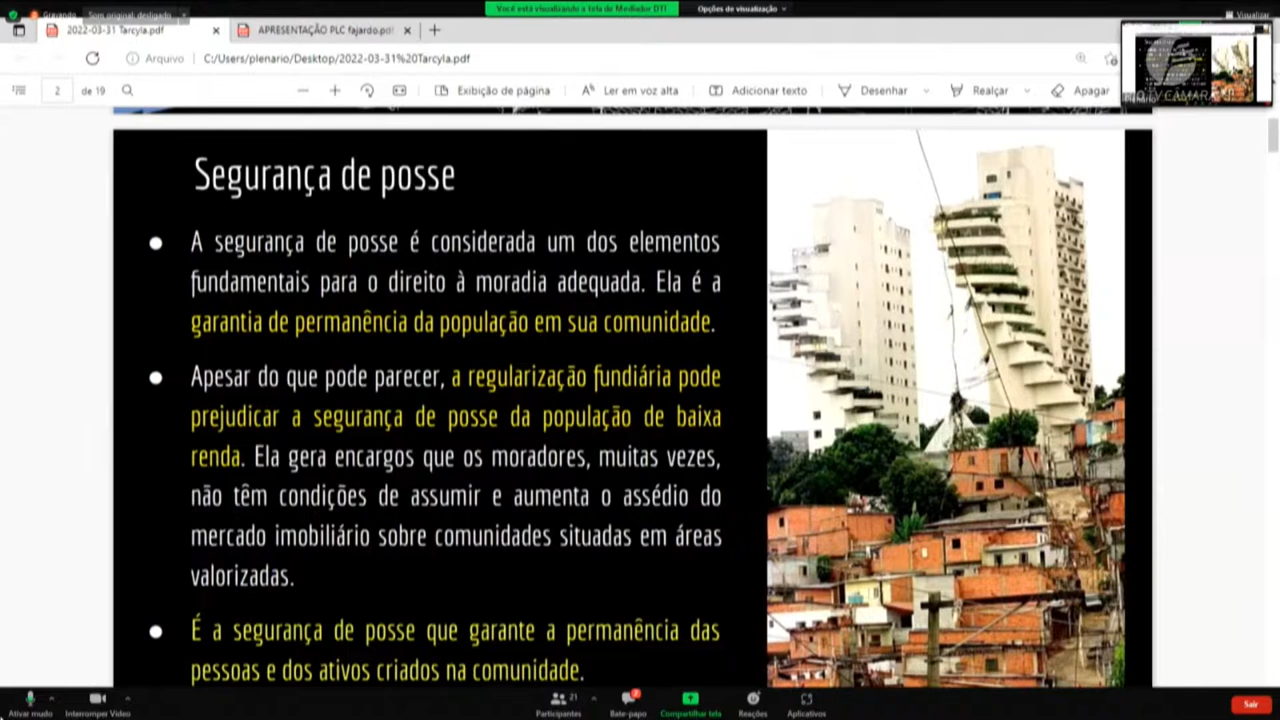 Gravando
Som original: desligado
Você está visualizando a tela de Mediador DTI
Opções de visualização
Visualizar
2022-03-31 Tarcyla.pdf
APRESENTAÇÃO PLC fajardo.pdf
Arquivo
C:/Users/plenario/Desktop/2022-03-31%20Tarcyla.pdf
2 de 19
Exibição de página
Ler em voz alta
Adicionar texto
Desenhar
Realçar
Apagar
Segurança de posse
A segurança de posse é considerada um dos elementos
fundamentais para o direito à moradia adequada. Ela é a
garantia de permanência da população em sua comunidade.
Apesar do que pode parecer, a regularização fundiária pode
prejudicar a segurança de posse da população de baixa
renda. Ela gera encargos que os moradores, muitas vezes,
não têm condições de assumir e aumenta o assédio do
mercado imobiliário sobre comunidades situadas em áreas
valorizadas.
É a segurança de posse que garante a permanência das
pessoas e dos ativos criados na comunidade.
Ativar mudo
Interromper Vídeo
21
Participantes
Bate-papo
Compartilhar tela
Reações
Aplicativos
Sair